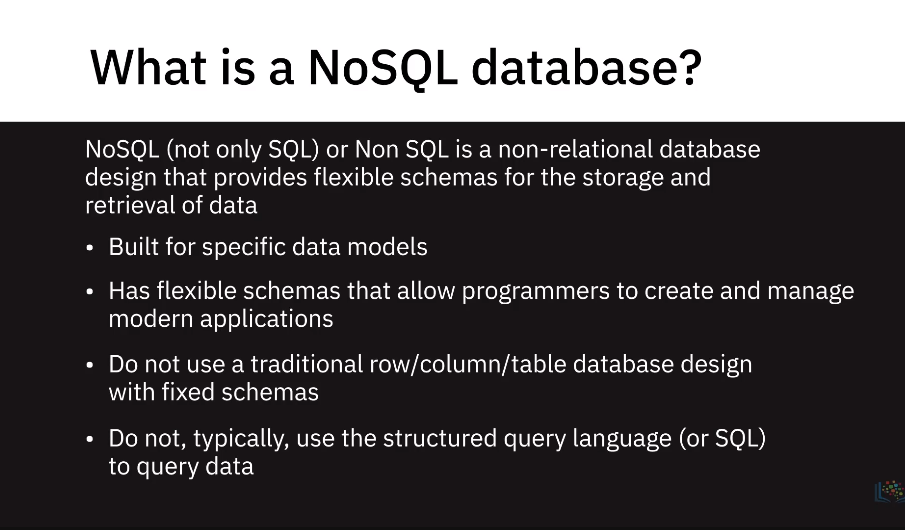 What is a NoSQL database?
NoSQL (not only SQL) or Non SQL is a non-relational database
design that provides flexible schemas for the storage and
retrieval of data
• Built for specific data models
• Has flexible schemas that allow programmers to create and manage
modern applications
• Do not use a traditional row/column/table database design
with fixed schemas
• Do not, typically, use the structured query language (or SQL)
to query data